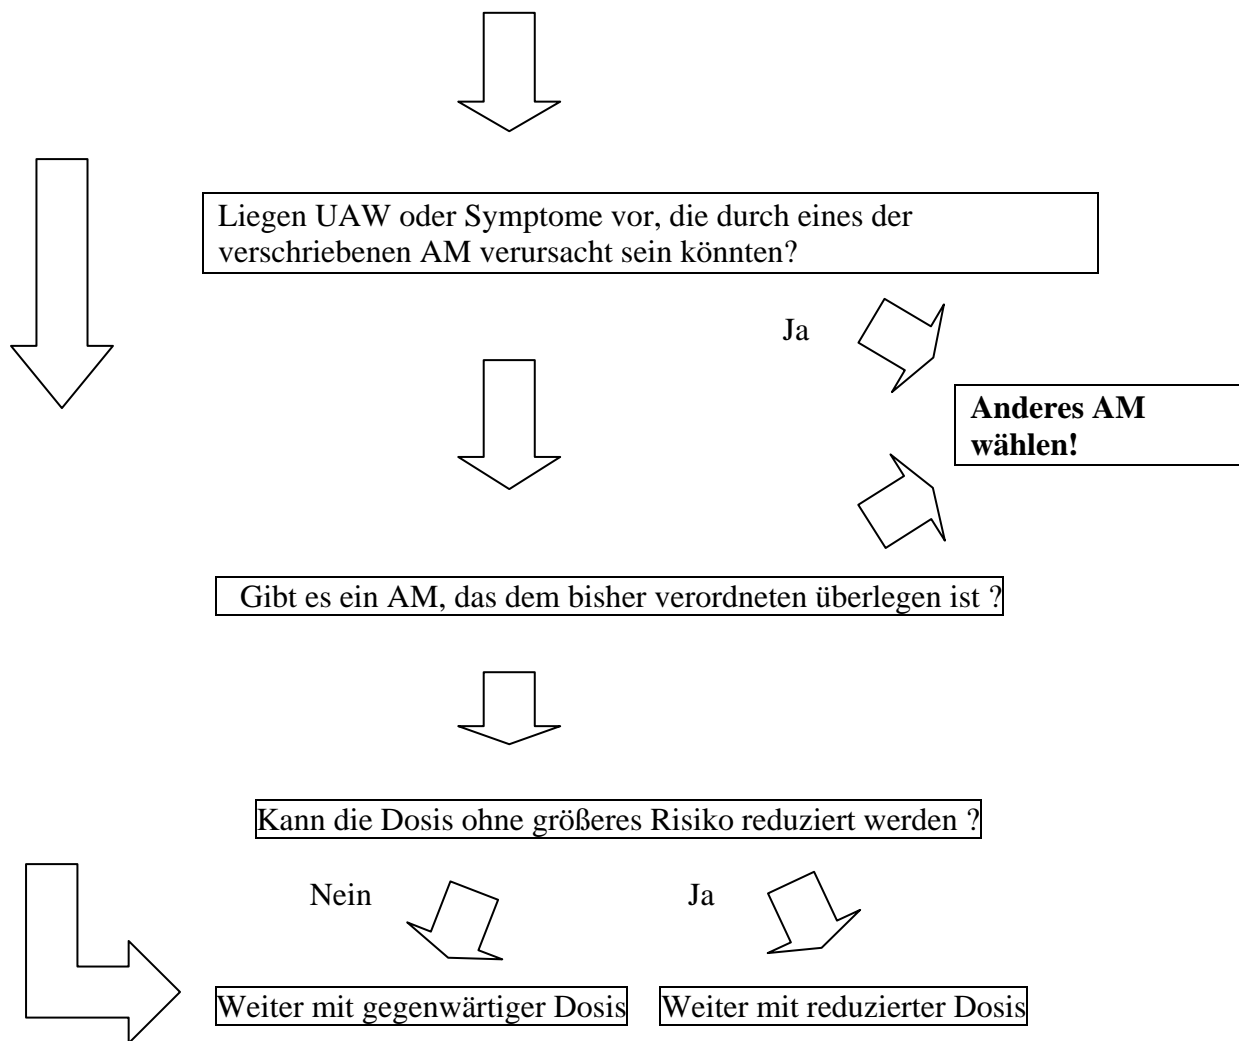 Liegen UAW oder Symptome vor, die durch eines der
verschriebenen AM verursacht sein könnten?
Ja
Anderes AM
wählen!
Gibt es ein AM, das dem bisher verordneten überlegen ist ?
Kann die Dosis ohne größeres Risiko reduziert werden ?
Nein
Ja
Weiter mit gegenwärtiger Dosis
Weiter mit reduzierter Dosis